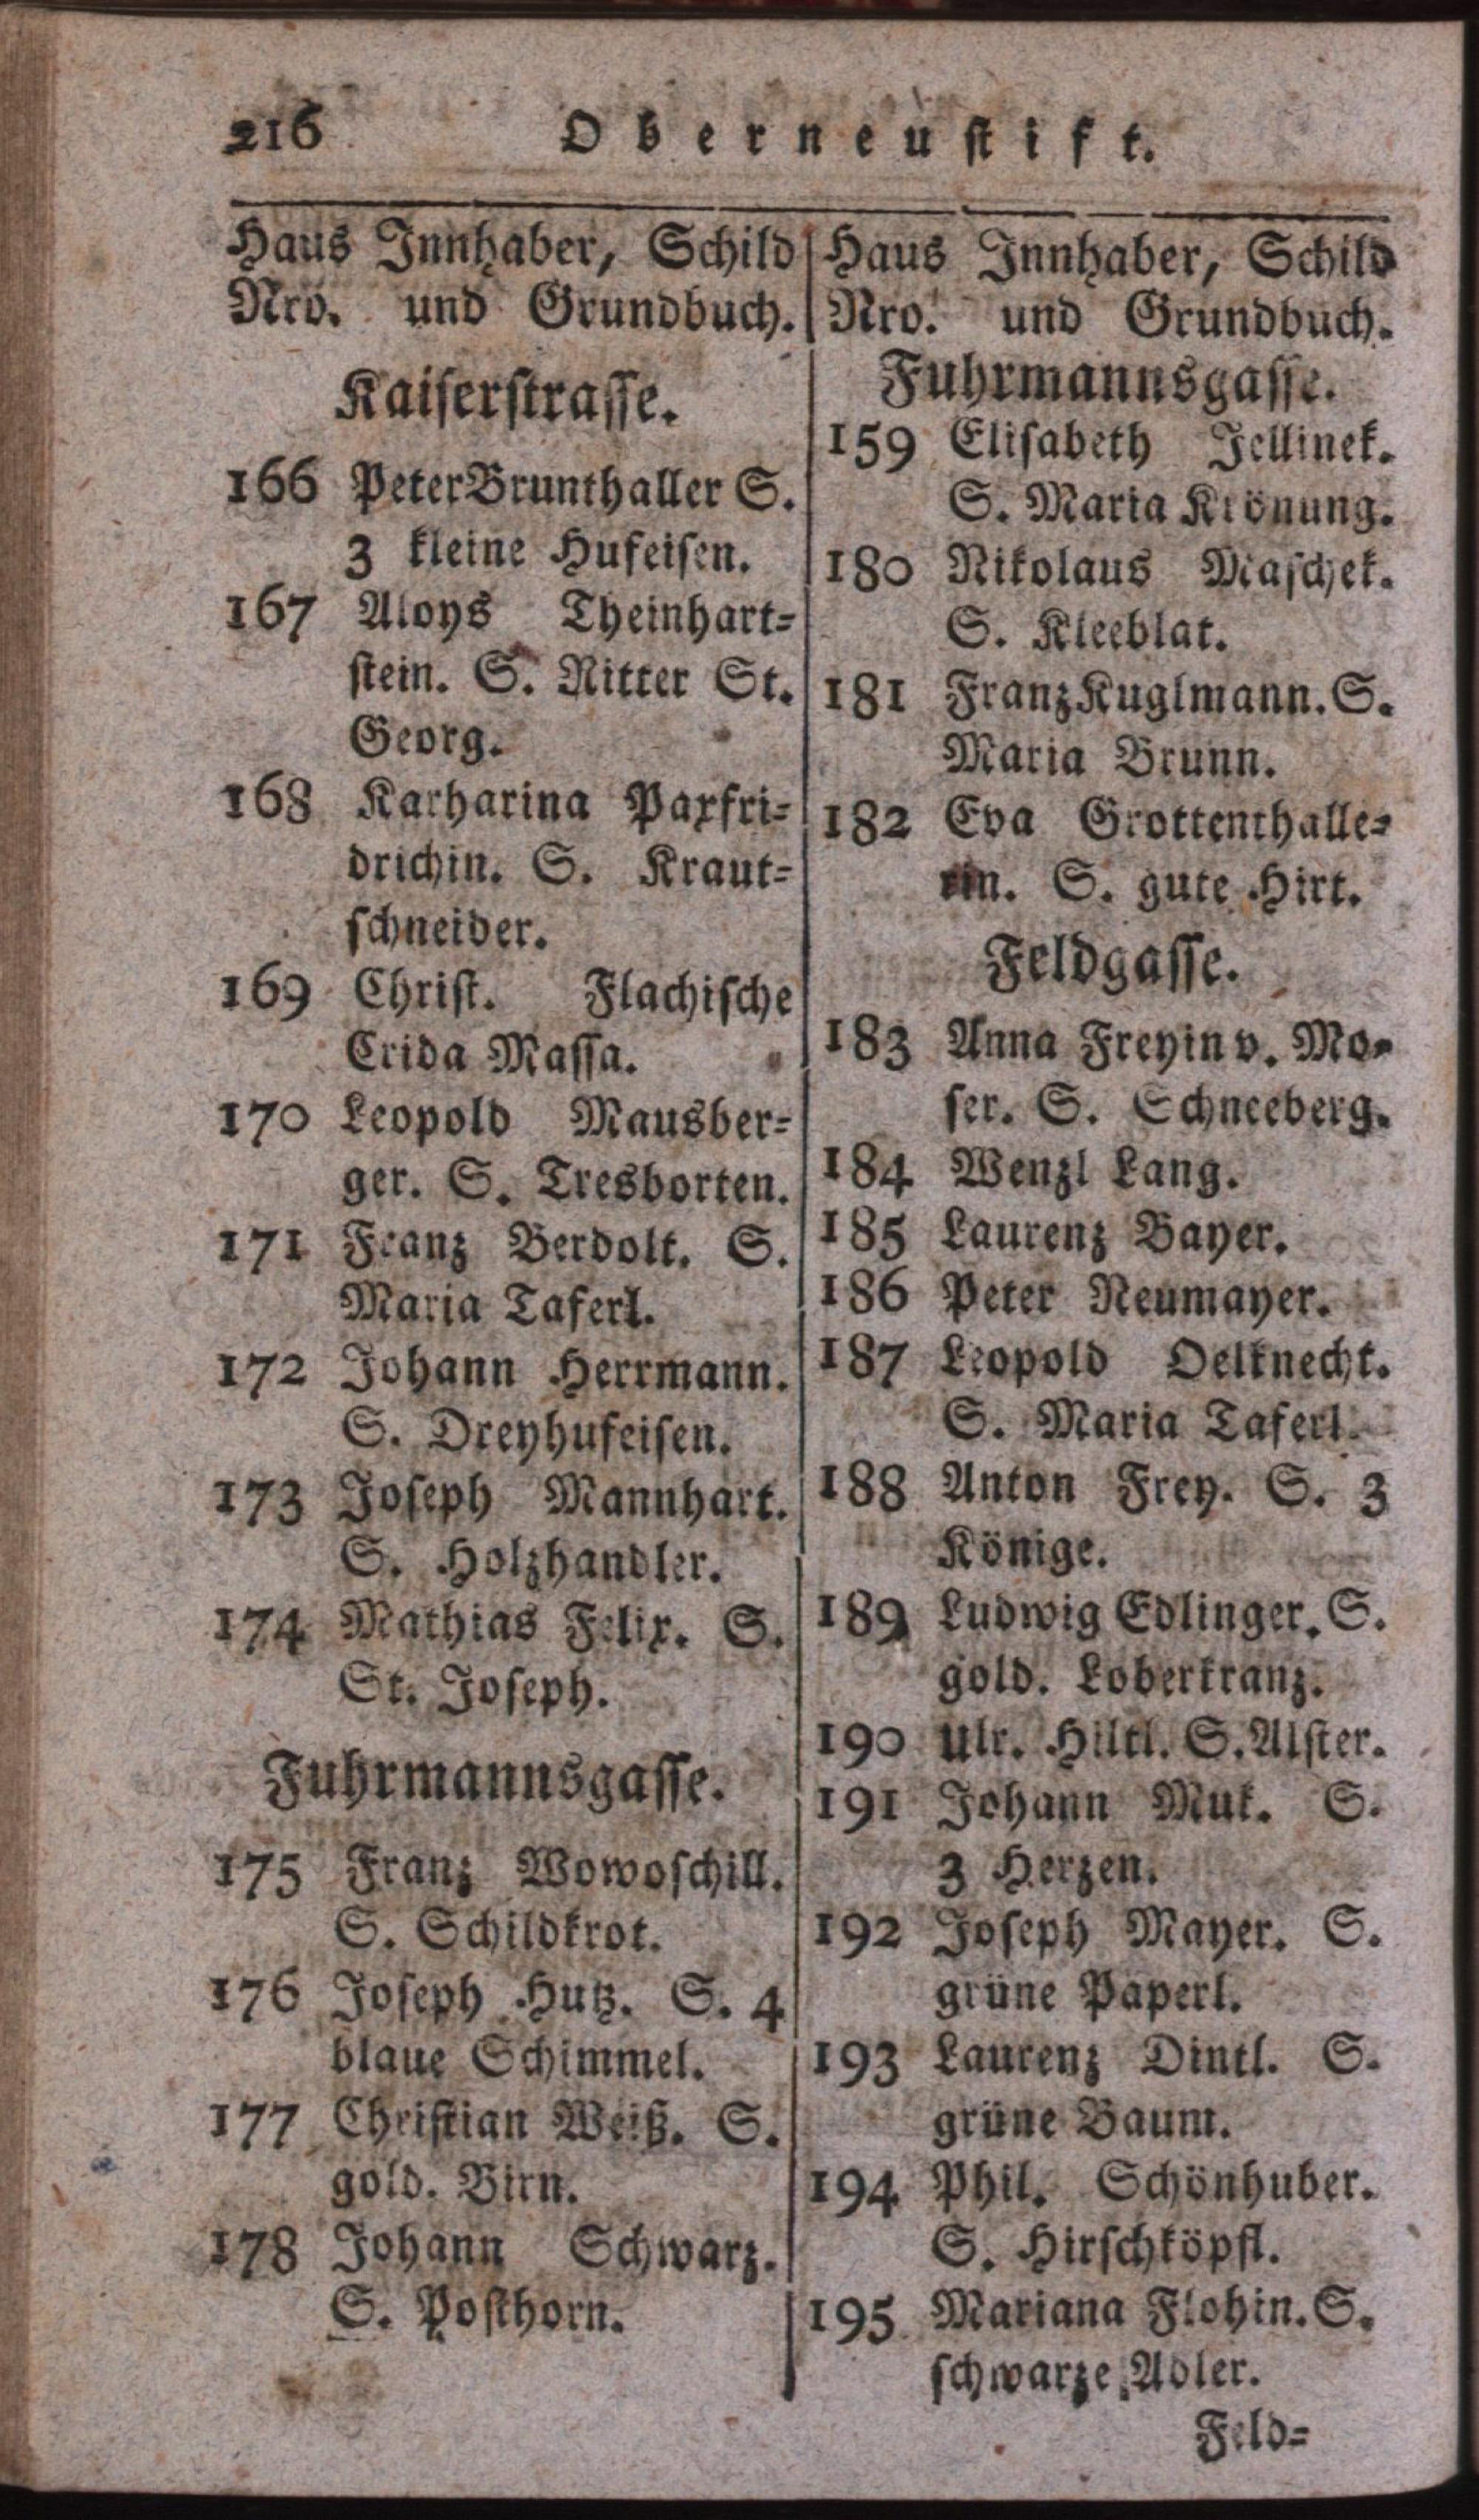 216 Oberneustift.
Haus Innhaber, Schild
Nro. und Grundbuch.
Kaiserstrasse.
166 Peter Brunthaller S.
3 kleine Hufeisen.
167 Aloys Theinhart-
stein. S. Ritter St.
Georg.
168 Katharina Paxfri-
drichin. S. Kraut-
schneider.
169 Christ. Flachische
Crida Massa.
170 Leopold Mausber-
ger. S. Tresborten.
171 Franz Berdolt. S.
Maria Taferl.
172 Johann Herrmann.
S. Dreyhufeisen.
173 Joseph Mannhart.
S. Holzhandler.
174 Mathias Felix. S.
St. Joseph.
Fuhrmannsgasse.
175 Franz Wowoschill.
S. Schildkrot.
176 Joseph Hutz. S. 4
blaue Schimmel.
177 Christian Weiß. S.
gold. Birn.
178 Johann Schwarz.
S. Posthorn.
Haus Innhaber, Schild
Nro. und Grundbuch.
Fuhrmannsgasse.
159 Elisabeth Jellinek.
S. Maria Krönung.
180 Nikolaus Maschek.
S. Kleeblat.
181 Franz Kuglmann. S.
Maria Brunn.
182 Eva Grottenthalle-
rin. S. gute Hirt.
Feldgasse.
183 Anna Freyin v. Mo-
ser. S. Schneeberg.
184 Wenzl Lang.
185 Laurenz Bayer.
186 Peter Neumayer.
187 Leopold Oelknecht.
S. Maria Taferl.
188 Anton Frey. S. 3
Könige.
189 Ludwig Edlinger. S.
gold. Loberkranz.
190 Ulr. Hiltl. S. Alster.
191 Johann Muk. S.
3 Herzen.
192 Joseph Mayer. S.
grüne Paperl.
193 Laurenz Dintl. S.
grüne Baum.
194 Phil. Schönhuber.
S. Hirschköpfl.
195 Mariana Flohin. S.
schwarze Adler.
Feld-